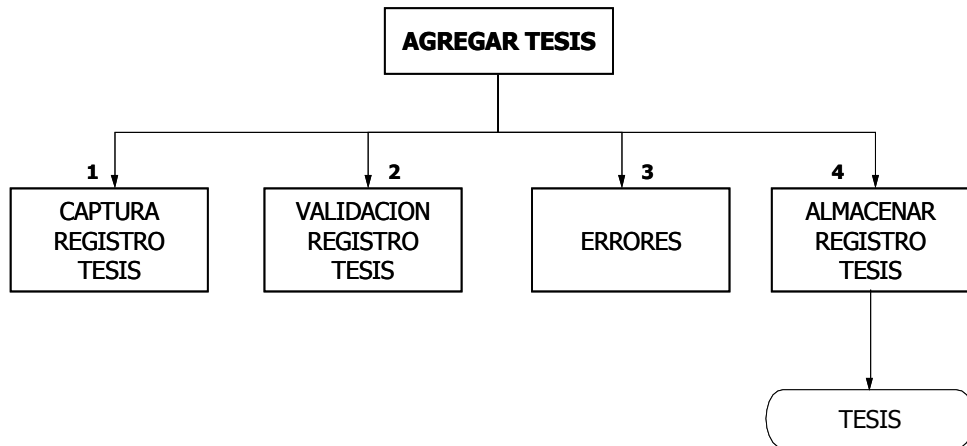 AGREGAR TESIS
1
2
3
4
CAPTURA
REGISTRO
TESIS
VALIDACION
REGISTRO
TESIS
ERRORES
ALMACENAR
REGISTRO
TESIS
TESIS